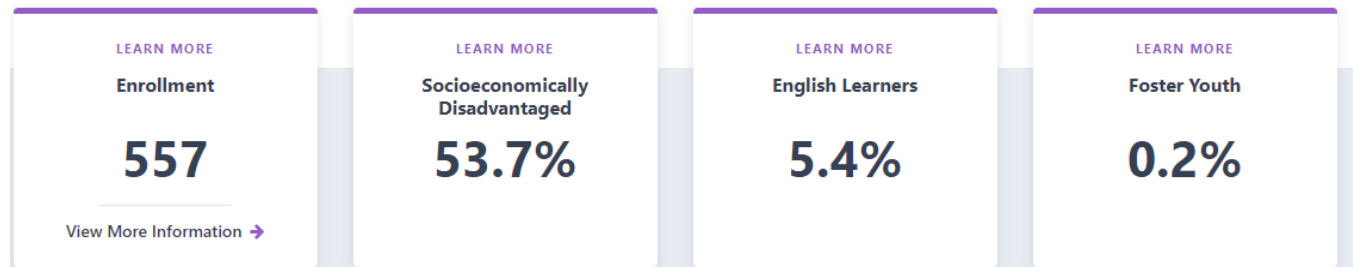 LEARN MORE
Enrollment
557
View More Information
LEARN MORE
Socioeconomically
Disadvantaged
53.7%
LEARN MORE
English Learners
5.4%
LEARN MORE
Foster Youth
0.2%